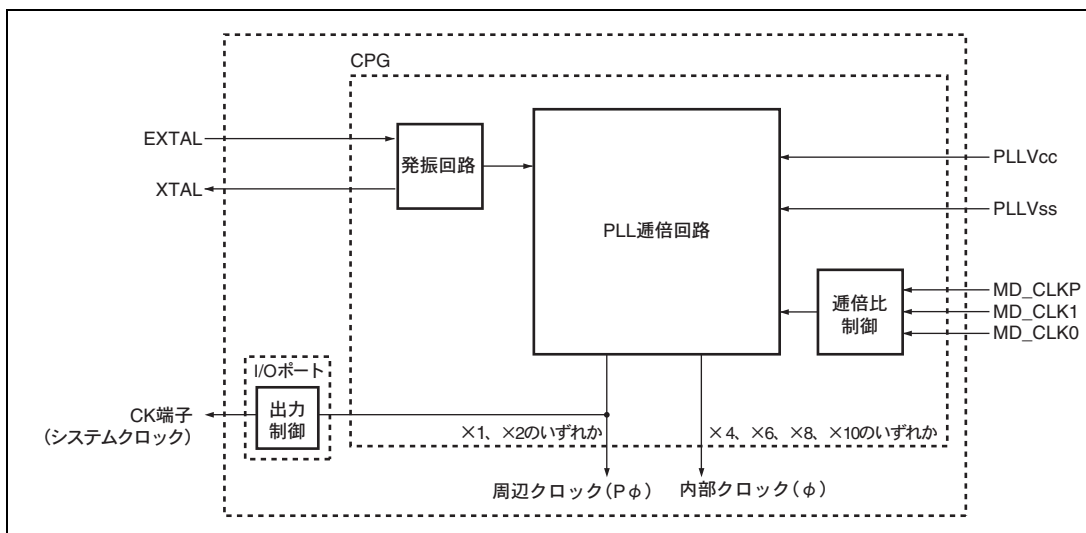 CPG
EXTAL
XTAL
発振回路
PLL逓倍回路
PLLVcc
PLLVss
逓倍比
制御
MD_CLKP
MD_CLK1
MD_CLK0
I/Oポート
出力
制御
CK端子
(システムクロック)
×1、×2のいずれか
×4、×6、×8、×10のいずれか
周辺クロック(Pφ)
内部クロック(φ)